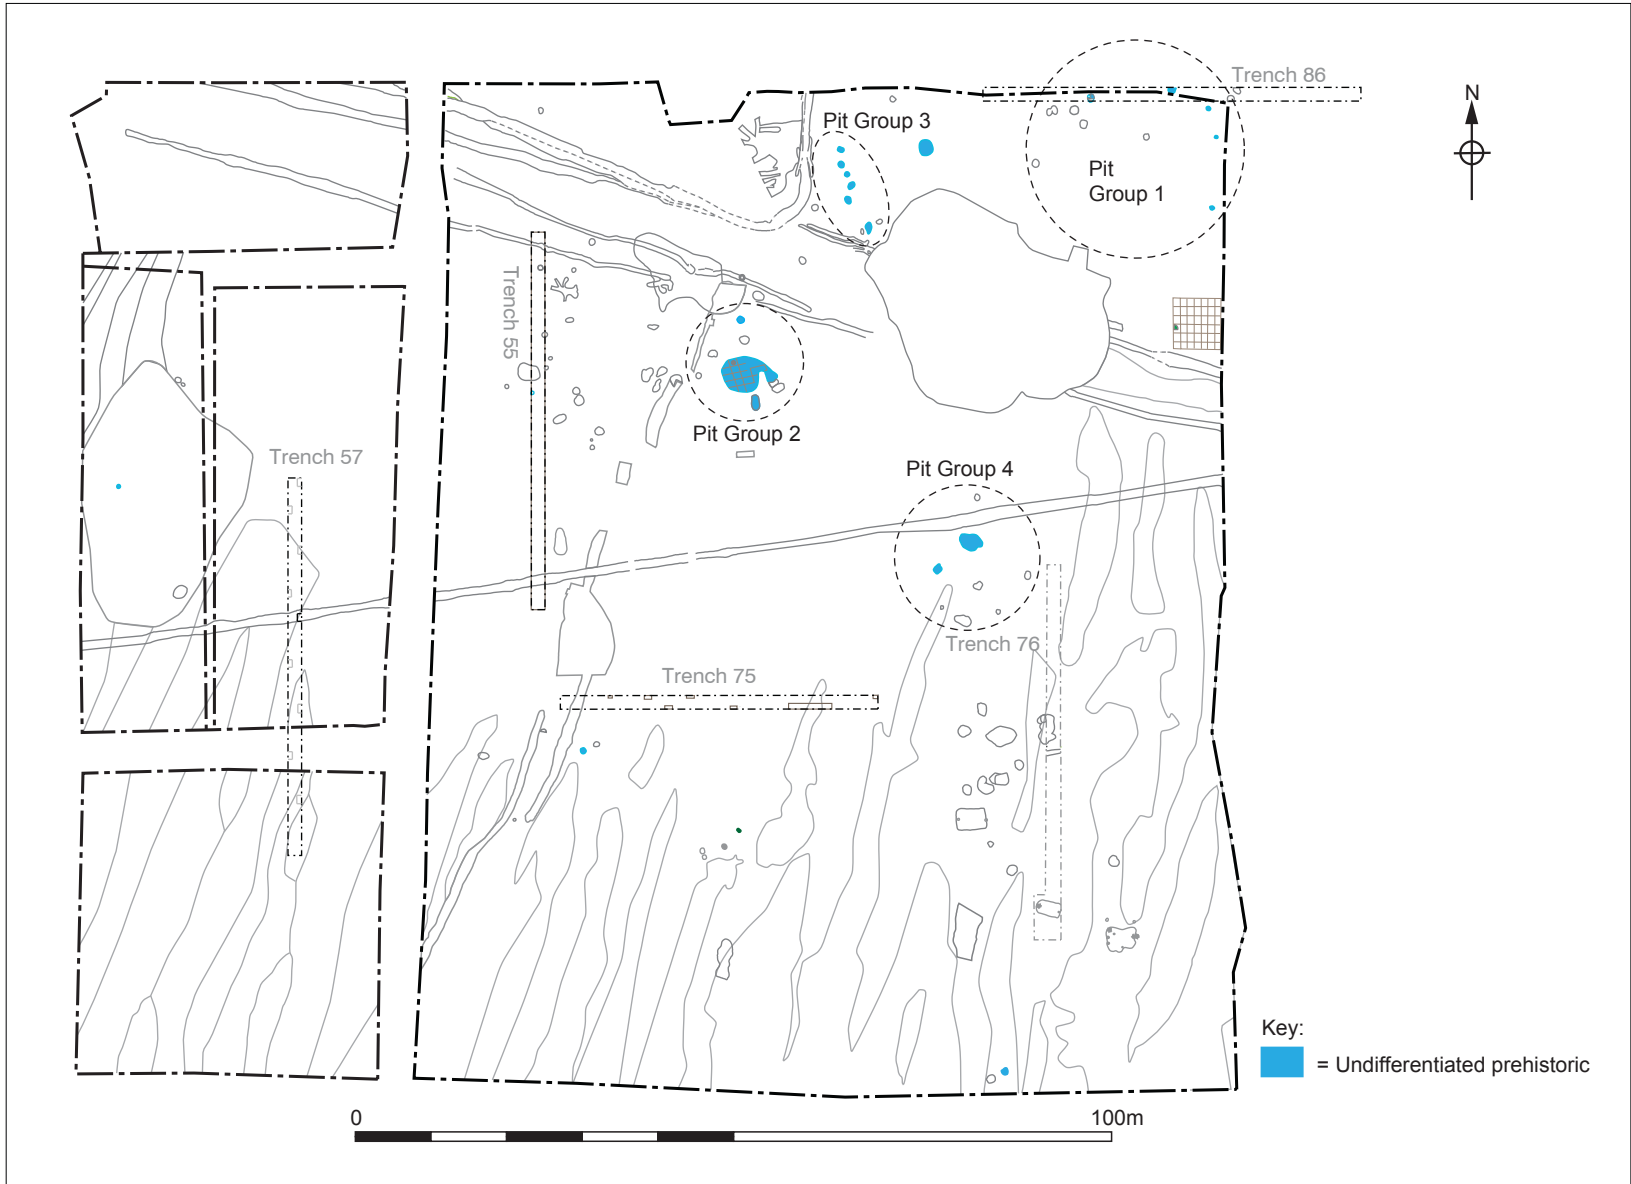 Trench 86
N
Pit Group 3
Pit
Group 1
Trench 55
Pit Group 2
Trench 57
Pit Group 4
Trench 76
Trench 75
Key:
= Undifferentiated prehistoric
0
100m